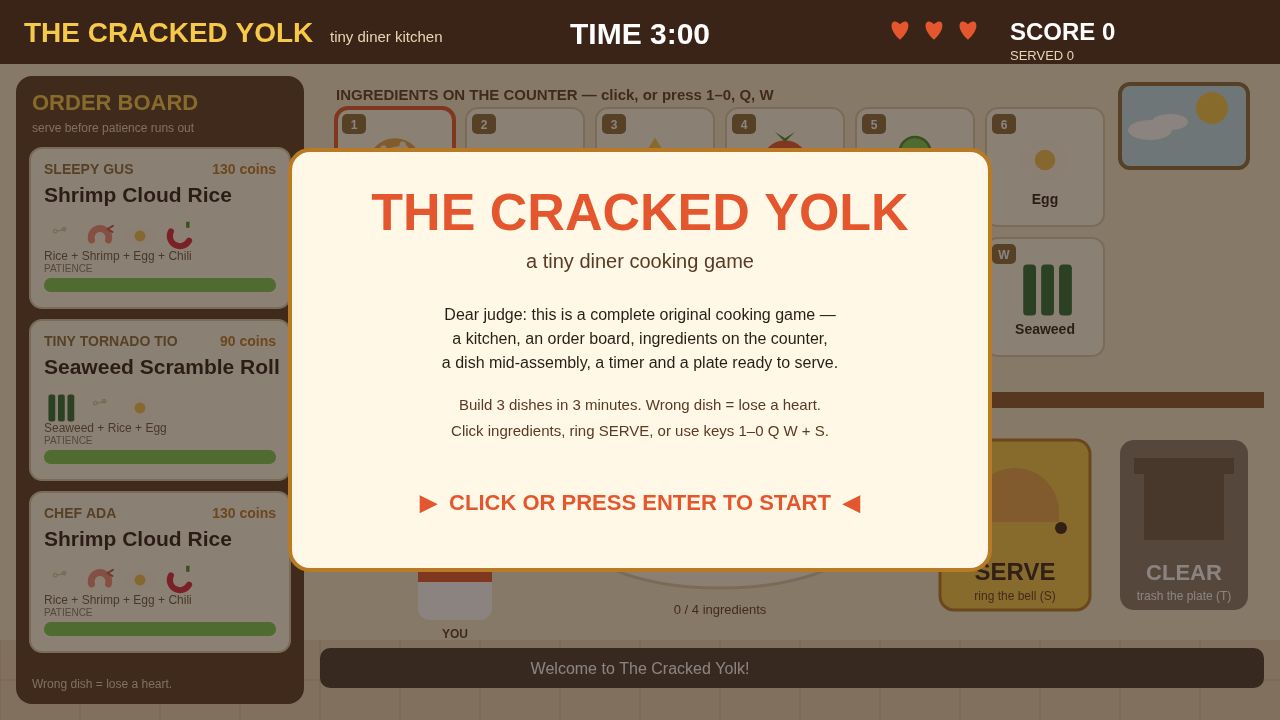 THE CRACKED YOLK tiny diner kitchen
TIME 3:00
SCORE 0
SERVED 0
ORDER BOARD
serve before patience runs out
SLEEPY GUS 130 coins
Shrimp Cloud Rice
Rice + Shrimp + Egg + Chili
PATIENCE
TINY TORNADO TIO 90 coins
Seaweed Scramble Roll
Seaweed + Rice + Egg
PATIENCE
CHEF ADA 130 coins
Shrimp Cloud Rice
Rice + Shrimp + Egg + Chili
PATIENCE
Wrong dish = lose a heart.
INGREDIENTS ON THE COUNTER — click, or press 1–0, Q, W
1
2
3
4
5
6
Egg
W
Seaweed
THE CRACKED YOLK
a tiny diner cooking game
Dear judge: this is a complete original cooking game —
a kitchen, an order board, ingredients on the counter,
a dish mid-assembly, a timer and a plate ready to serve.
Build 3 dishes in 3 minutes. Wrong dish = lose a heart.
Click ingredients, ring SERVE, or use keys 1–0 Q W + S.
► CLICK OR PRESS ENTER TO START ◄
SERVE
ring the bell (S)
CLEAR
trash the plate (T)
0 / 4 ingredients
YOU
Welcome to The Cracked Yolk!